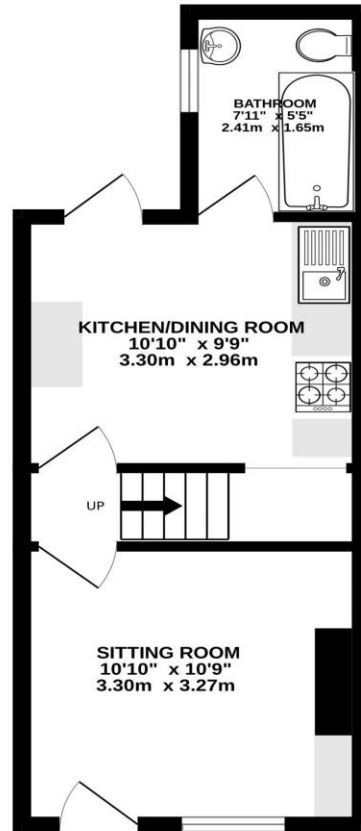 BATHROOM
7'11" x 5'5"
2.41m x 1.65m
KITCHEN/DINING ROOM
10'10" x 9'9"
3.30m x 2.96m
UP
SITTING ROOM
10'10" x 10'9"
3.30m x 3.27m